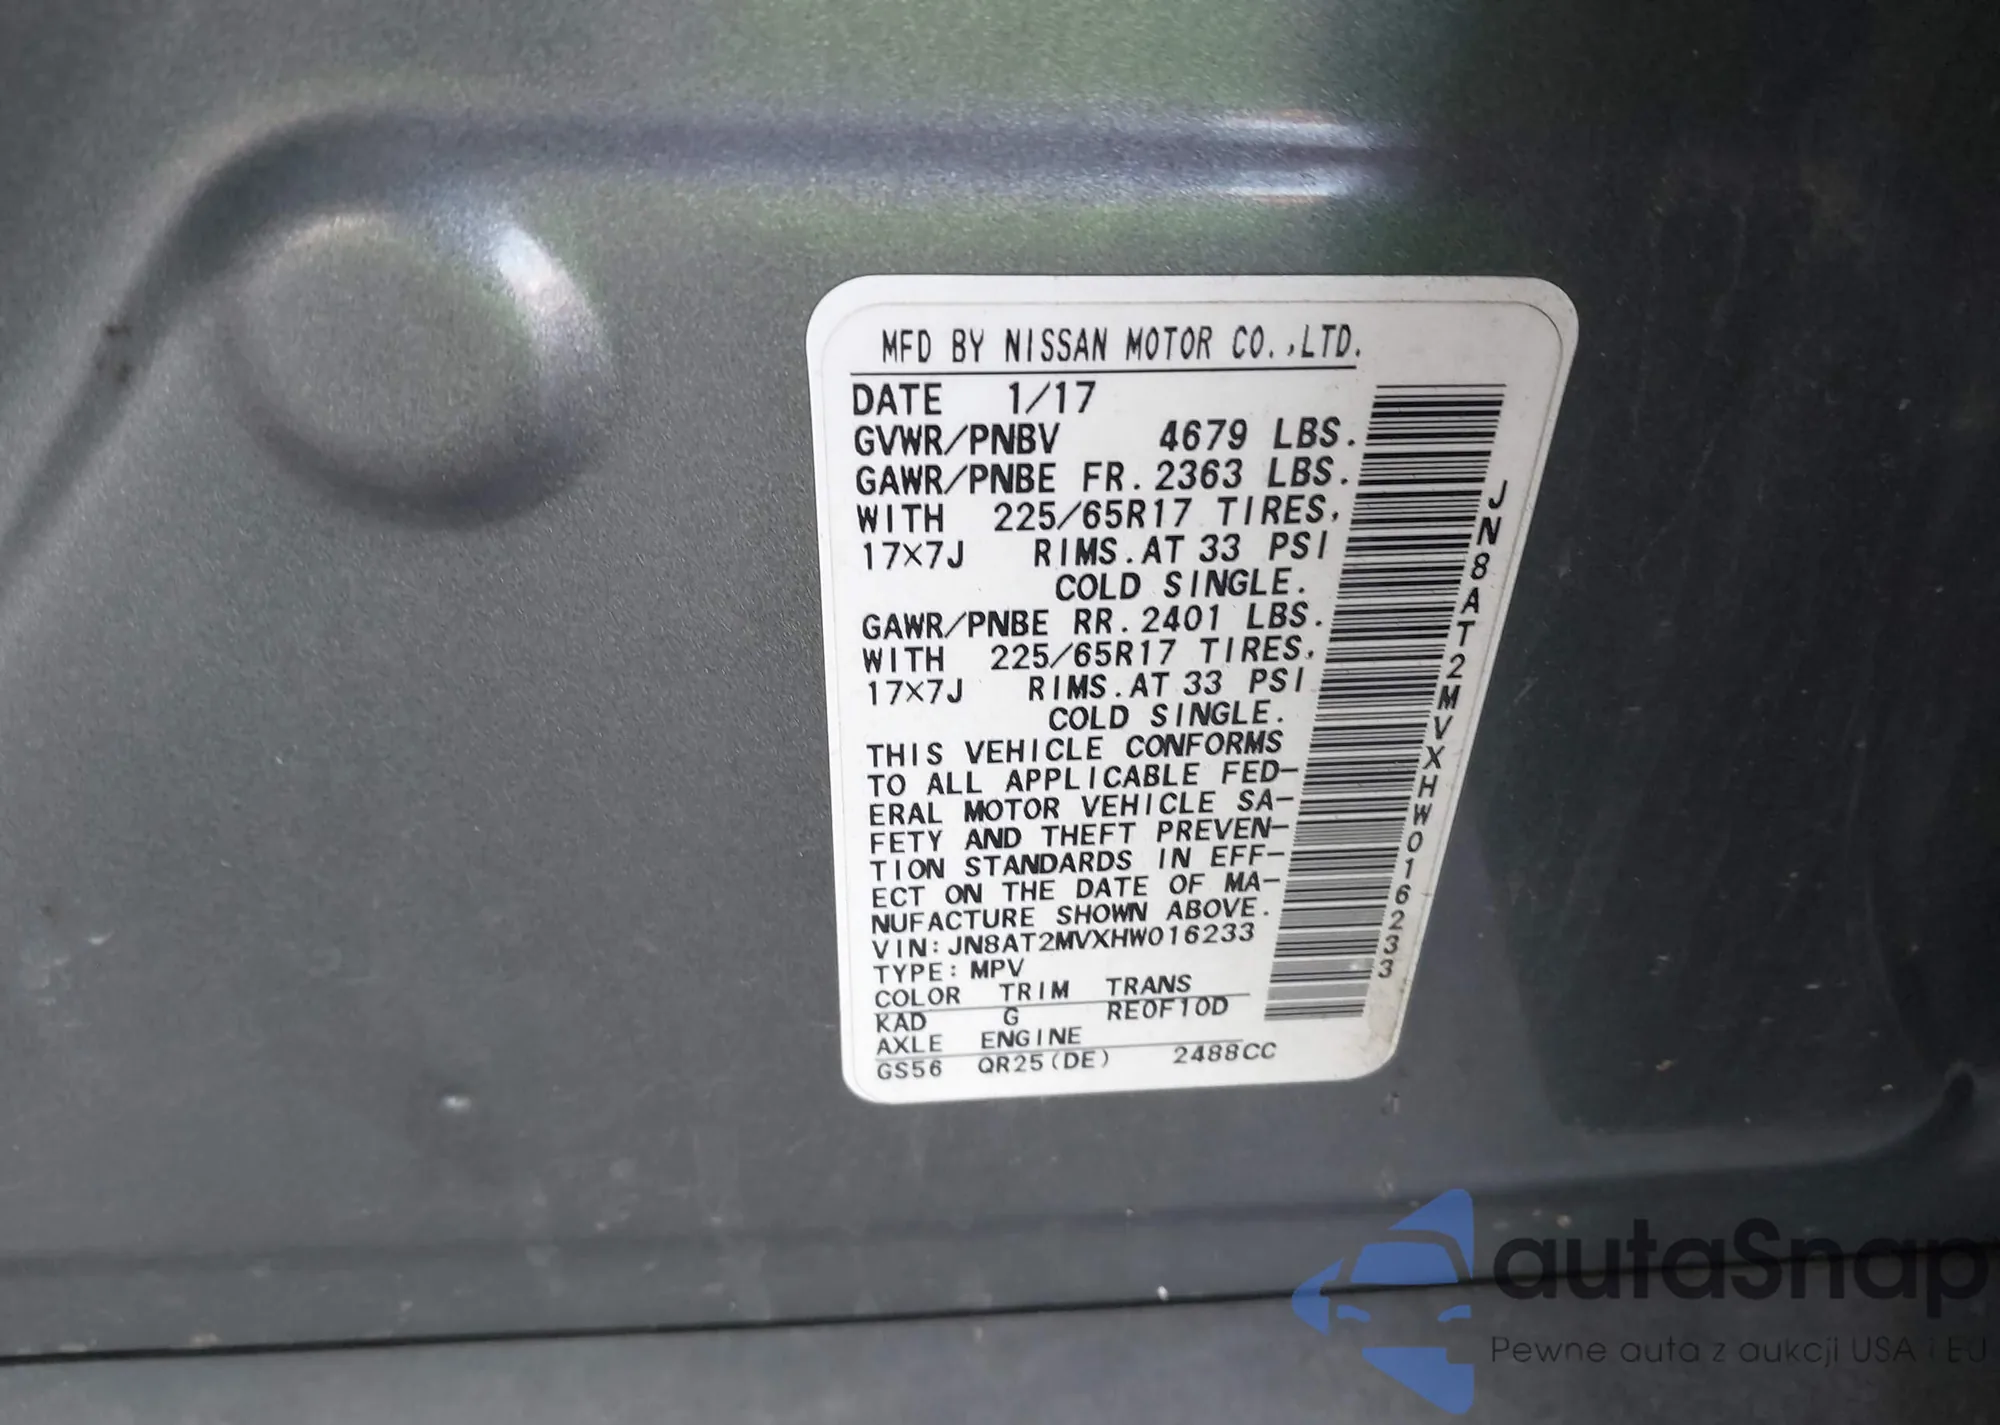 MFD BY NISSAN MOTOR CO.,LTD.
DATE 1/17
GVWR/PNBV 4679 LBS.
GAWR/PNBE FR. 2363 LBS.
WITH 225/65R17 TIRES,
17×7J RIMS. AT 33 PSI
COLD SINGLE.
GAWR/PNBE RR. 2401 LBS.
WITH 225/65R17 TIRES,
17×7J RIMS. AT 33 PSI
COLD SINGLE.
THIS VEHICLE CONFORMS
TO ALL APPLICABLE FED-
ERAL MOTOR VEHICLE SA-
FETY AND THEFT PREVEN-
TION STANDARDS IN EFF-
ECT ON THE DATE OF MA-
NUFACTURE SHOWN ABOVE.
VIN: JN8AT2MVXHW016233
TYPE: MPV
COLOR TRIM TRANS
KAD G RE0F10D
AXLE ENGINE
GS56 QR25(DE) 2488CC
JN8AT2MVXHW016233
autaSnap
Pewne auta z aukcji USA i EU